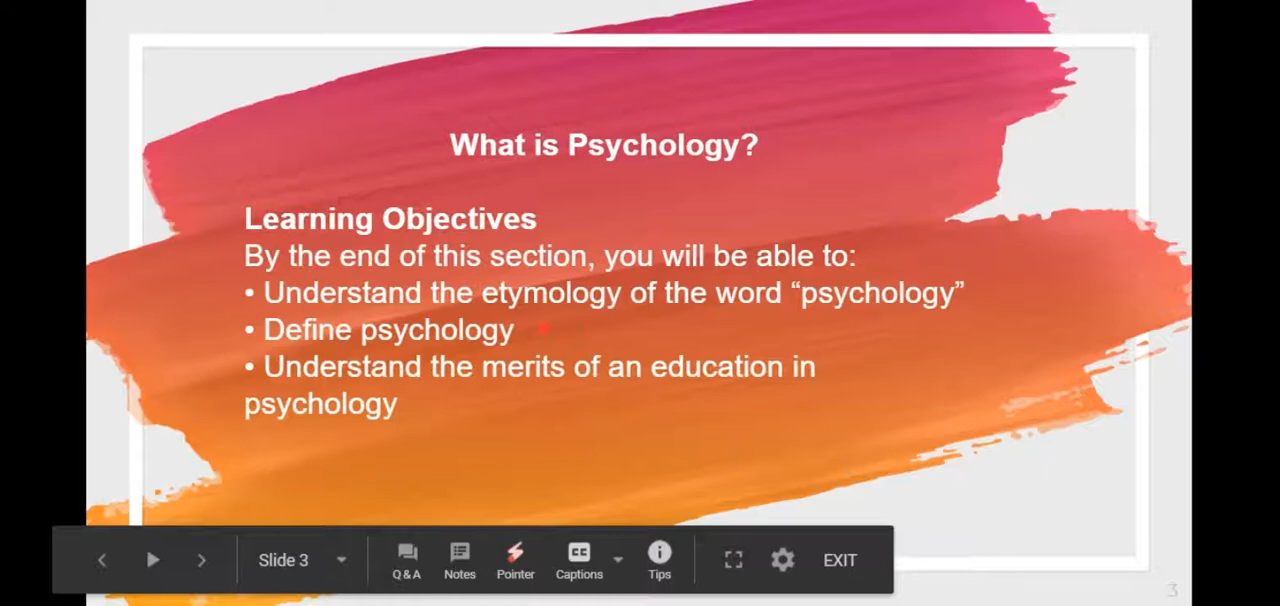 What is Psychology?
Learning Objectives
By the end of this section, you will be able to:
• Understand the etymology of the word “psychology”
• Define psychology
• Understand the merits of an education in
psychology
Slide 3
Q & A
Notes
Pointer
CC
Captions
Tips
EXIT
3